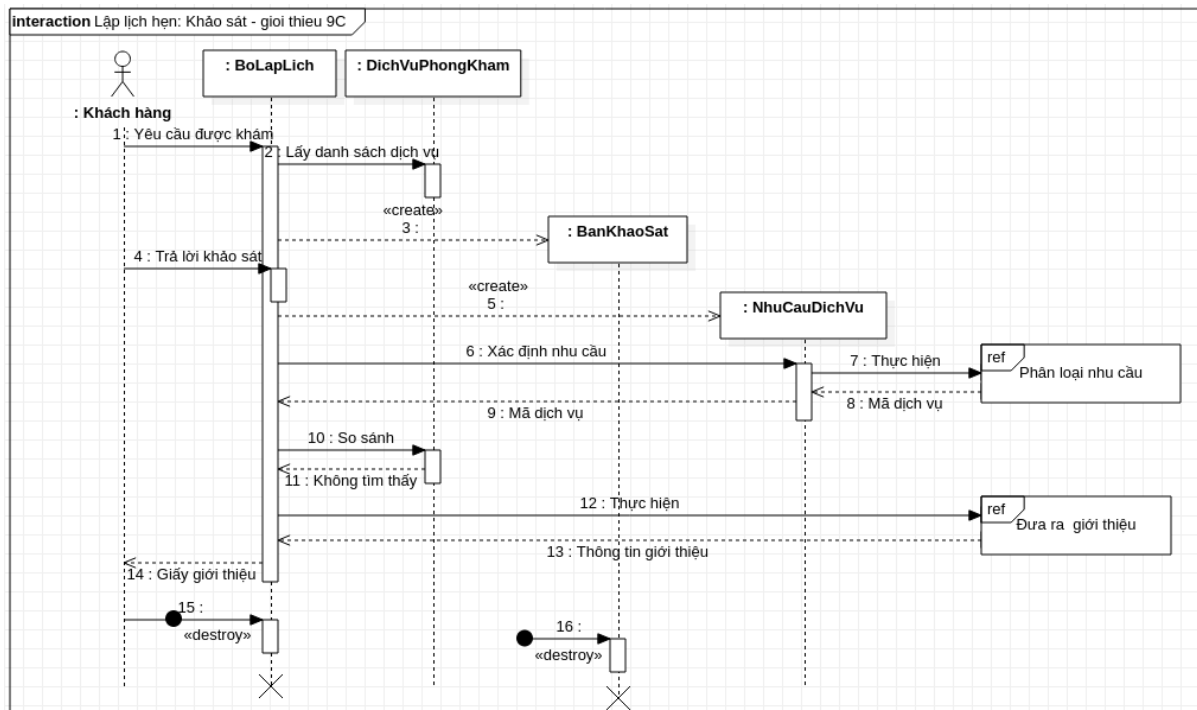 interaction Lập lịch hẹn: Khảo sát - gioi thieu 9C
: BoLapLich
: DichVuPhongKham
: Khách hàng
1 : Yêu cầu được khám
2 : Lấy danh sách dịch vụ
«create»
3 :
: BanKhaoSat
4 : Trả lời khảo sát
«create»
5 :
: NhuCauDichVu
6 : Xác định nhu cầu
7 : Thực hiện
ref
Phân loại nhu cầu
8 : Mã dịch vụ
9 : Mã dịch vụ
10 : So sánh
11 : Không tìm thấy
12 : Thực hiện
ref
Đưa ra giới thiệu
13 : Thông tin giới thiệu
14 : Giấy giới thiệu
15 :
«destroy»
16 :
«destroy»